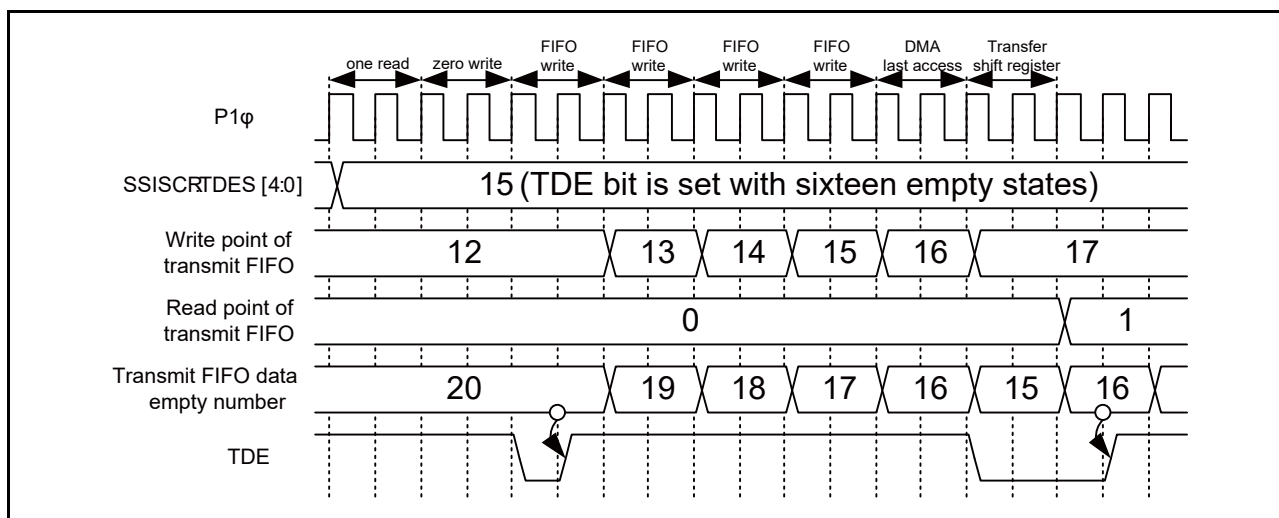 one read zero write FIFO write FIFO write FIFO write FIFO write DMA last access Transfer shift register
P1φ
SSISCRTDES [4:0] 15 (TDE bit is set with sixteen empty states)
Write point of transmit FIFO 12 13 14 15 16 17
Read point of transmit FIFO 0 1
Transmit FIFO data empty number 20 19 18 17 16 15 16
TDE